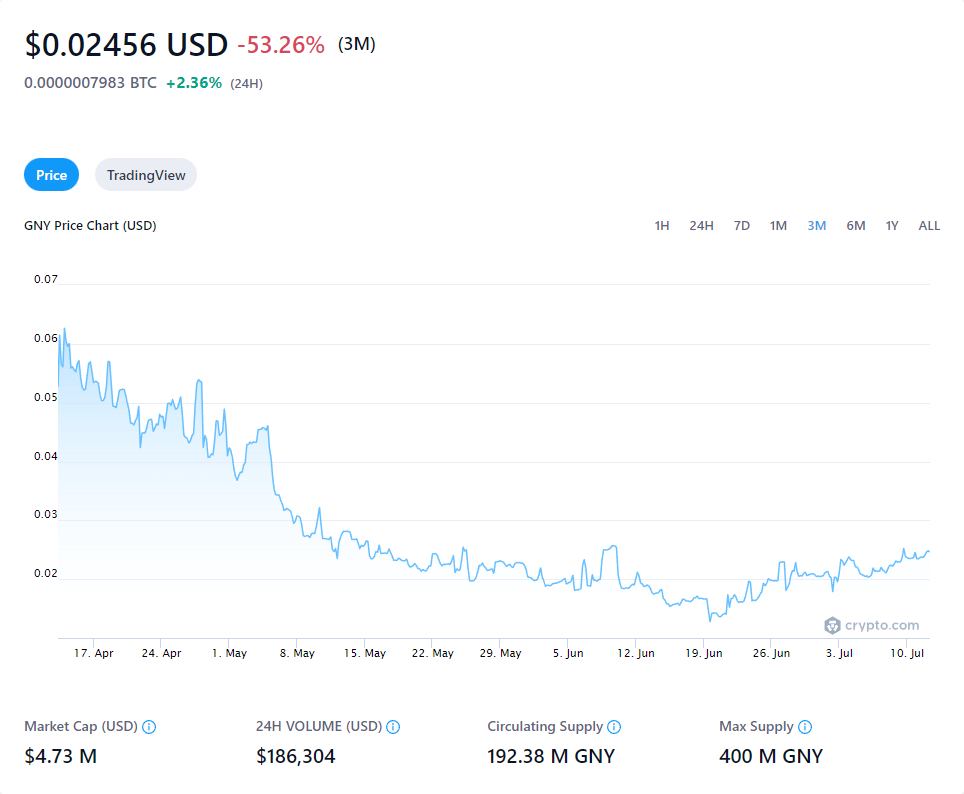 $0.02456 USD -53.26% (3M)
0.0000007983 BTC +2.36% (24H)
Price TradingView
GNY Price Chart (USD) 1H 24H 7D 1M 3M 6M 1Y ALL
0.07
0.06
0.05
0.04
0.03
0.02
crypto.com
17. Apr 24. Apr 1. May 8. May 15. May 22. May 29. May 5. Jun 12. Jun 19. Jun 26. Jun 3. Jul 10. Jul
Market Cap (USD) 24H VOLUME (USD) Circulating Supply Max Supply
$4.73 M $186,304 192.38 M GNY 400 M GNY